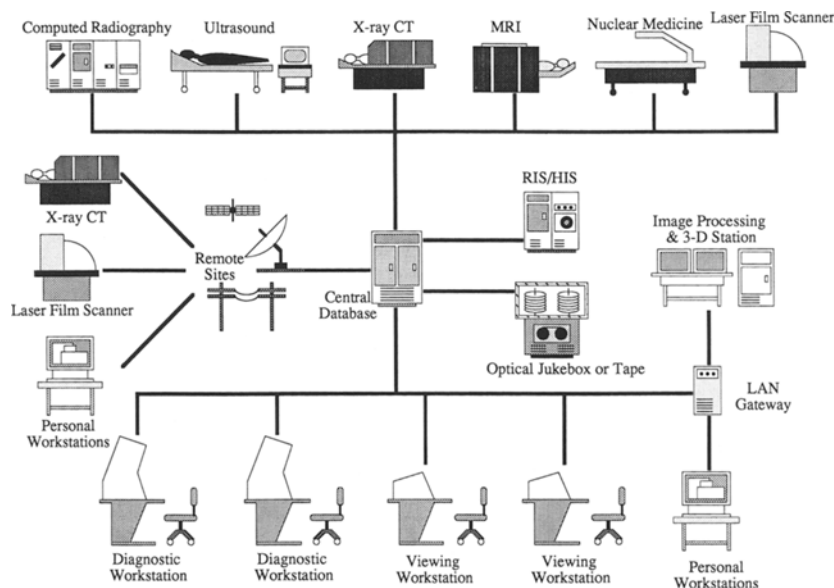 Computed Radiography
Ultrasound
X-ray CT
MRI
Nuclear Medicine
Laser Film Scanner
X-ray CT
RIS/HIS
Image Processing
& 3-D Station
Remote
Sites
Laser Film Scanner
Central
Database
Optical Jukebox or Tape
LAN
Gateway
Personal
Workstations
Diagnostic
Workstation
Diagnostic
Workstation
Viewing
Workstation
Viewing
Workstation
Personal
Workstations